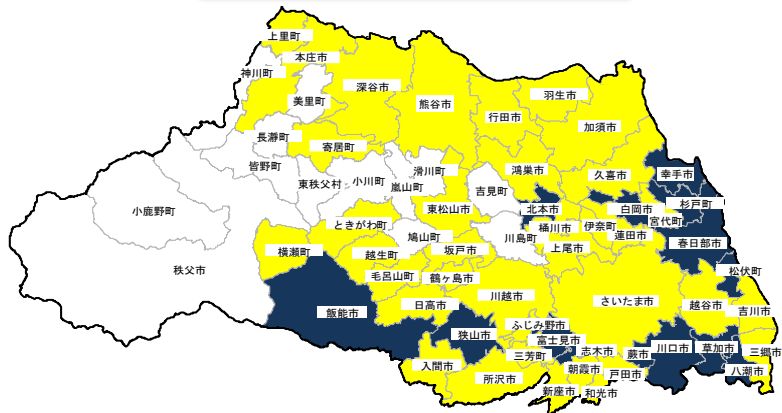 上里町
本庄市
神川町
美里町
深谷市
熊谷市
行田市
羽生市
加須市
長瀞町
寄居町
皆野町
東秩父村
小川町
滑川町
嵐山町
吉見町
鴻巣市
久喜市
幸手市
小鹿野町
秩父市
横瀬町
ときがわ町
東松山市
鳩山町
越生町
毛呂山町
坂戸市
鶴ヶ島市
川島町
北本市
桶川市
上尾市
伊奈町
蓮田市
白岡市
宮代町
杉戸町
春日部市
松伏町
飯能市
日高市
川越市
さいたま市
越谷市
吉川市
狭山市
ふじみ野市
富士見市
三芳町
志木市
入間市
所沢市
新座市
朝霞市
和光市
戸田市
蕨市
川口市
草加市
八潮市
三郷市